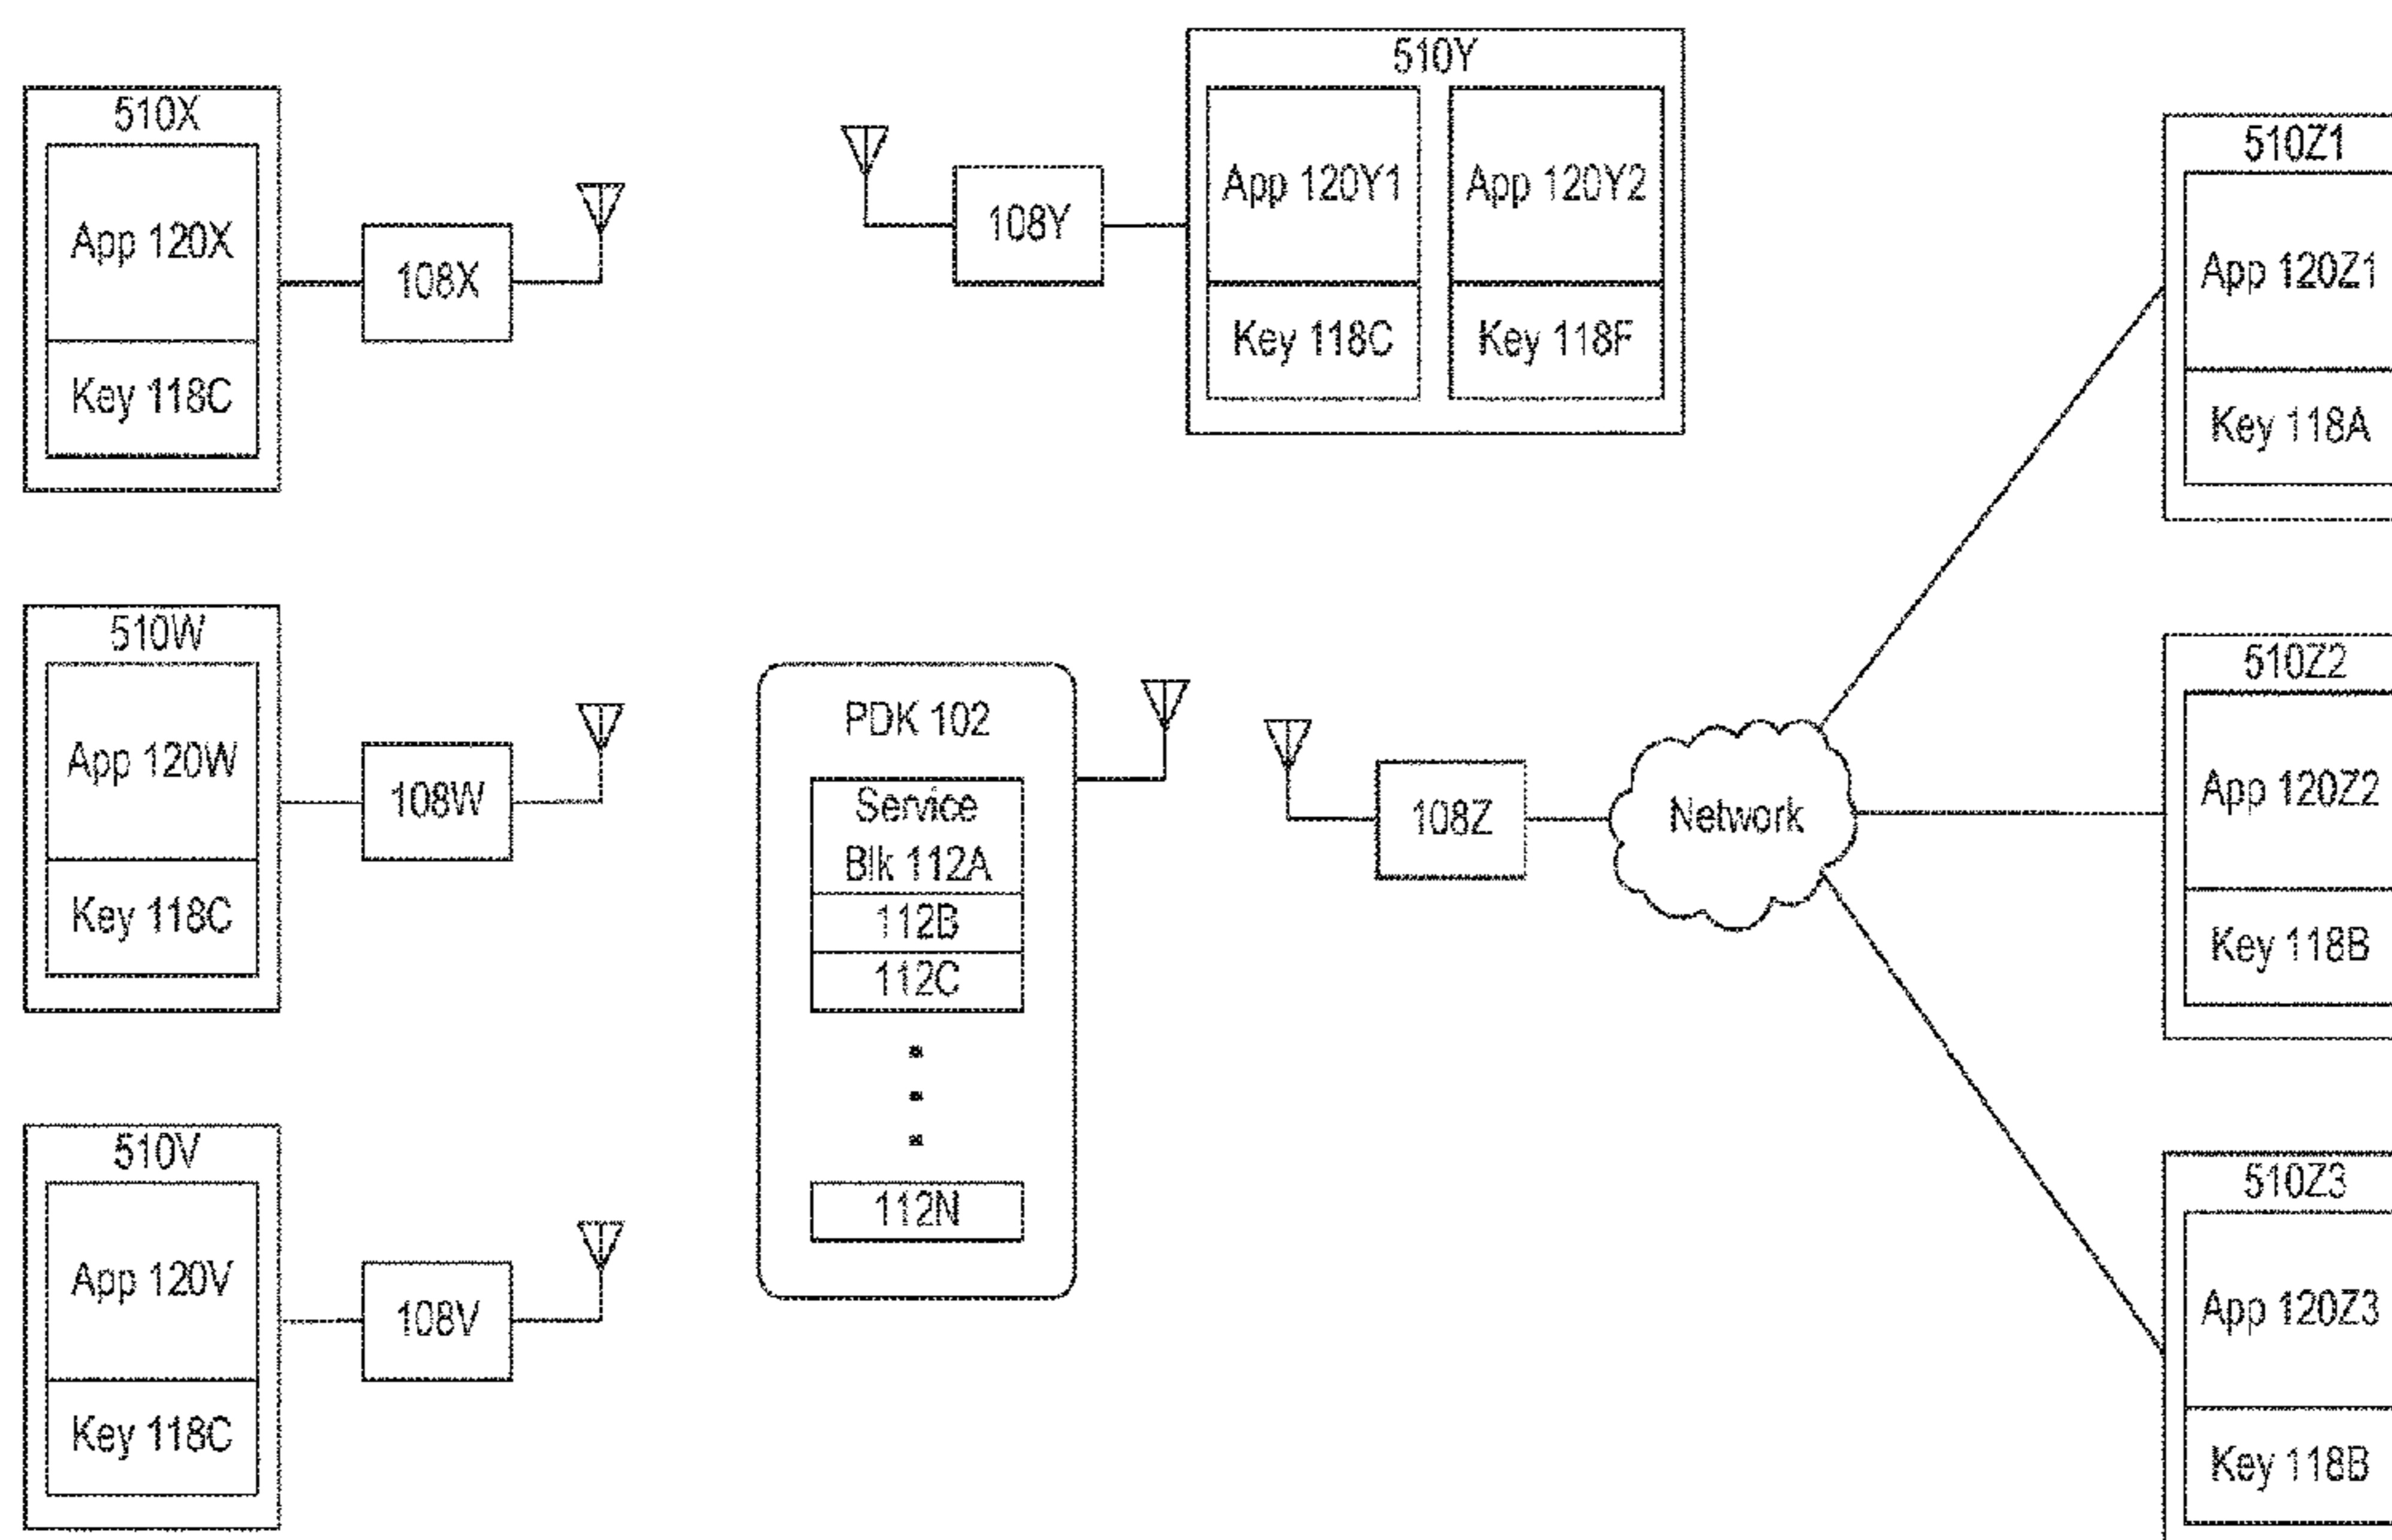 510X
App 120X
Key 118C
108X
108Y
510Y
App 120Y1
Key 118C
App 120Y2
Key 118F
510Z1
App 120Z1
Key 118A
510W
App 120W
Key 118C
108W
PDK 102
Service
Blk 112A
112B
112C
112N
108Z
Network
510Z2
App 120Z2
Key 118B
510V
App 120V
Key 118C
108V
510Z3
App 120Z3
Key 118B